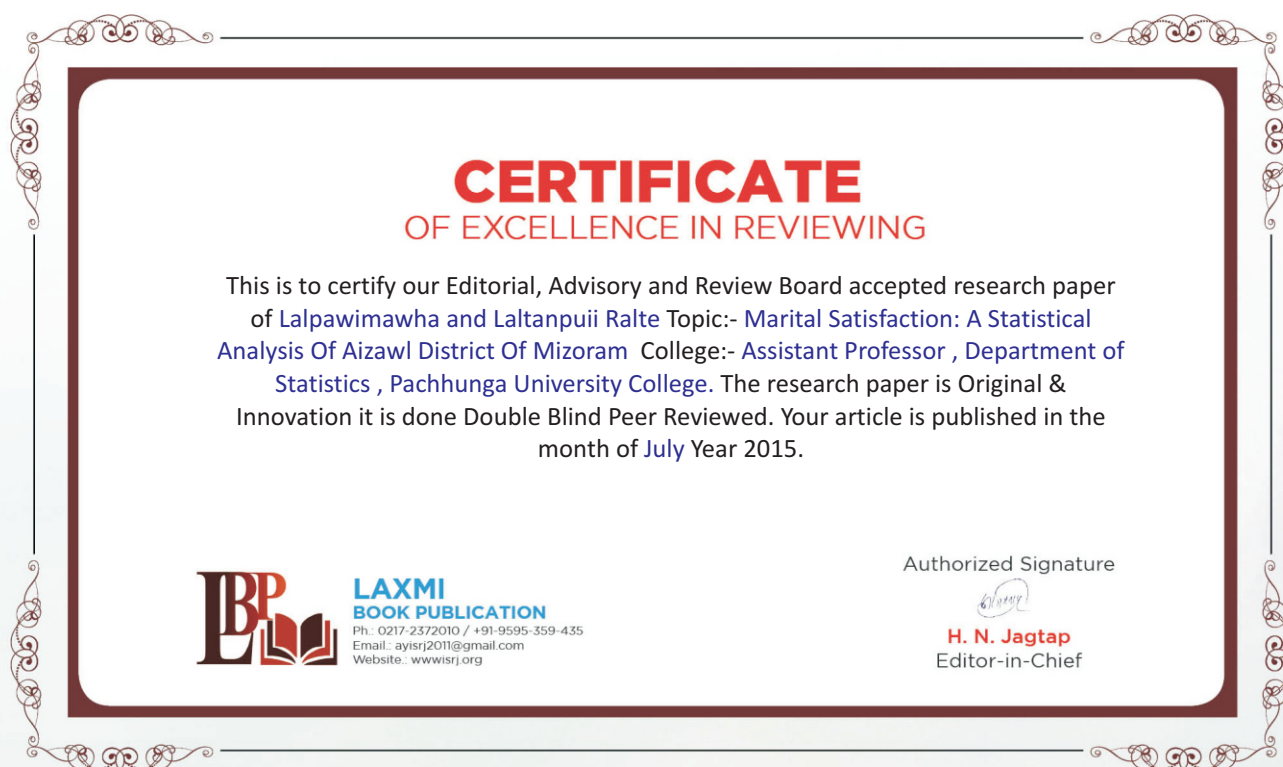 CERTIFICATE
OF EXCELLENCE IN REVIEWING
This is to certify our Editorial, Advisory and Review Board accepted research paper
of Lalpawimawha and Laltanpuii Ralte Topic:- Marital Satisfaction: A Statistical
Analysis Of Aizawl District Of Mizoram College:- Assistant Professor , Department of
Statistics , Pachhunga University College. The research paper is Original &
Innovation it is done Double Blind Peer Reviewed. Your article is published in the
month of July Year 2015.
LBP
LAXMI
BOOK PUBLICATION
Ph.: 0217-2372010 / +91-9595-359-435
Email.: ayisrj2011@gmail.com
Website.: wwwisrj.org
Authorized Signature
H. N. Jagtap
Editor-in-Chief